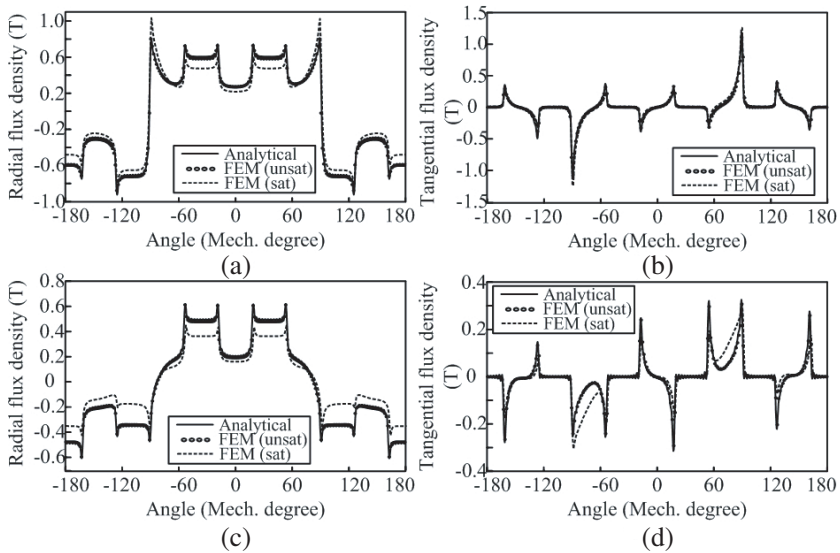 Radial flux density (T)
1.0
0.6
0.2
-0.2
-0.6
1.0
-180 -120 -60 0 60 120 180
Analytical
FEM (unsat)
FEM (sat)
Angle (Mech. degree)
(a)
Tangential flux density (T)
1.5
1.0
0.5
0
-0.5
-1.0
1.5
-180 -120 -60 0 60 120 180
Analytical
FEM (unsat)
FEM (sat)
Angle (Mech. degree)
(b)
Radial flux density (T)
0.8
0.6
0.4
0.2
0
-0.2
-0.4
-0.6
0.8
-180 -120 -60 0 60 120 180
Analytical
FEM (unsat)
FEM (sat)
Angle (Mech. degree)
(c)
Tangential flux density (T)
0.4
0.2
0
-0.2
0.4
-180 -120 -60 0 60 120 180
Analytical
FEM (unsat)
FEM (sat)
Angle (Mech. degree)
(d)